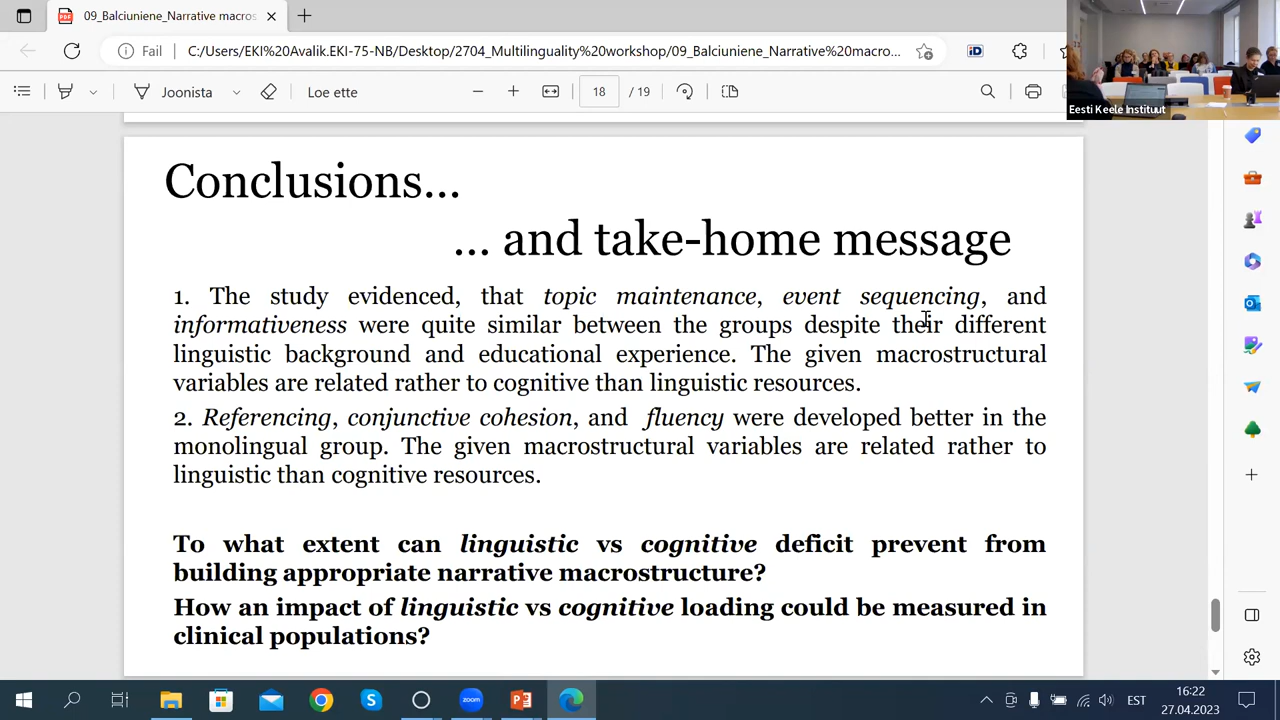 09_Balciuniene_Narrative macros
Fail
C:/Users/EKI%20Avalik.EKI-75-NB/Desktop/2704_Multilinguality%20workshop/09_Balciuniene_Narrative%20macro...
iD
Joonista
Loe ette
18 / 19
Eesti Keele Instituut
Conclusions...
... and take-home message
1. The study evidenced, that topic maintenance, event sequencing, and
informativeness were quite similar between the groups despite their different
linguistic background and educational experience. The given macrostructural
variables are related rather to cognitive than linguistic resources.
2. Referencing, conjunctive cohesion, and fluency were developed better in the
monolingual group. The given macrostructural variables are related rather to
linguistic than cognitive resources.
To what extent can linguistic vs cognitive deficit prevent from
building appropriate narrative macrostructure?
How an impact of linguistic vs cognitive loading could be measured in
clinical populations?
zoom
EST
16:22
27.04.2023